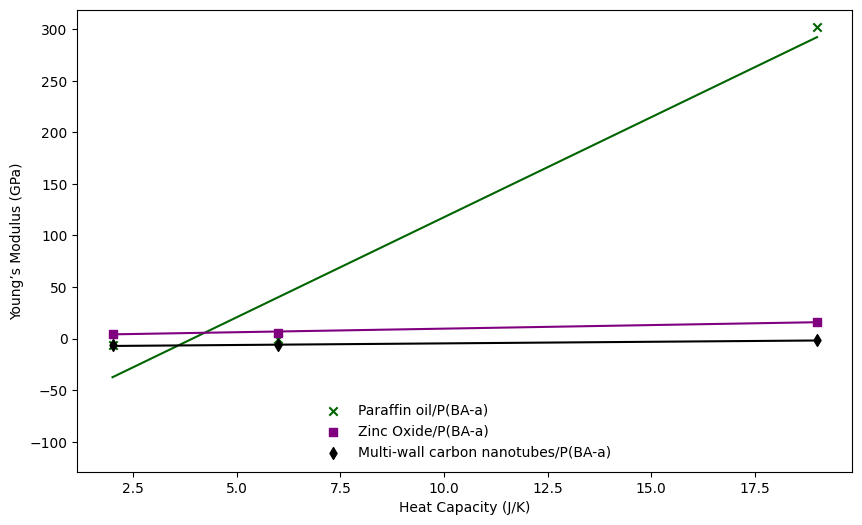 300
250
200
150
100
50
0
−50
−100
Young’s Modulus (GPa)
Paraffin oil/P(BA-a)
Zinc Oxide/P(BA-a)
Multi-wall carbon nanotubes/P(BA-a)
2.5 5.0 7.5 10.0 12.5 15.0 17.5
Heat Capacity (J/K)